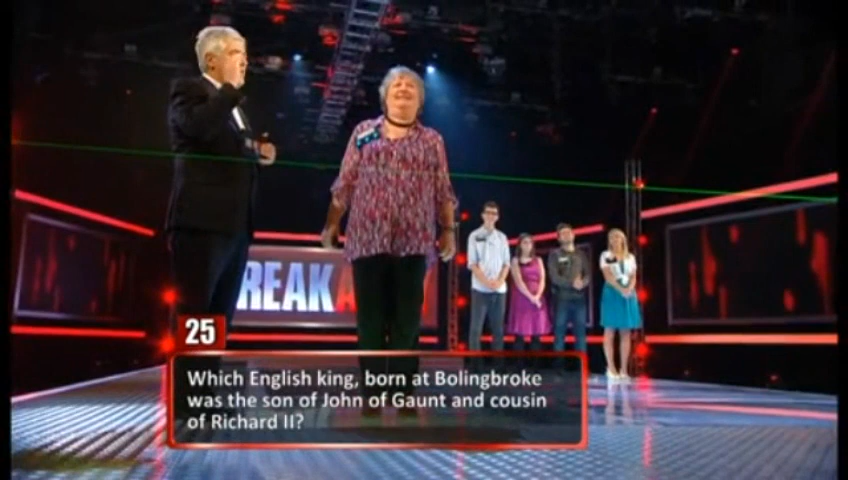 REAKA
25
Which English king, born at Bolingbroke
was the son of John of Gaunt and cousin
of Richard II?